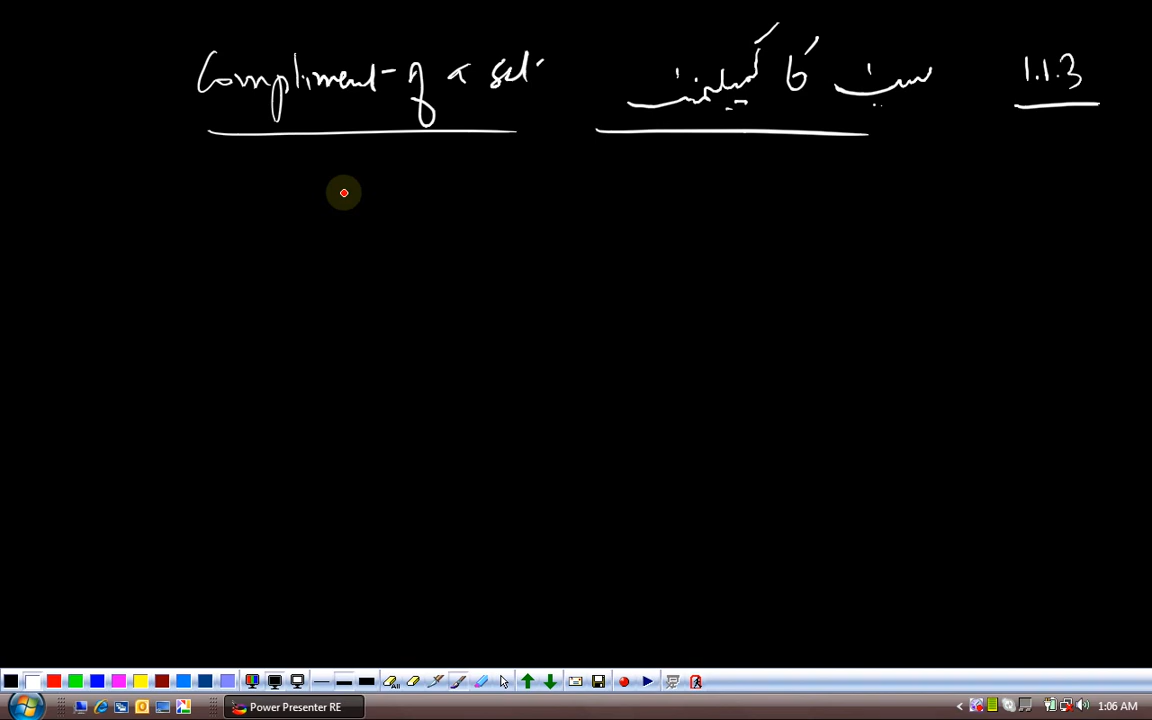 Compliment of a set سیٹ کا کمپلیمنٹ 1.1.3
Power Presenter RE
1:06 AM